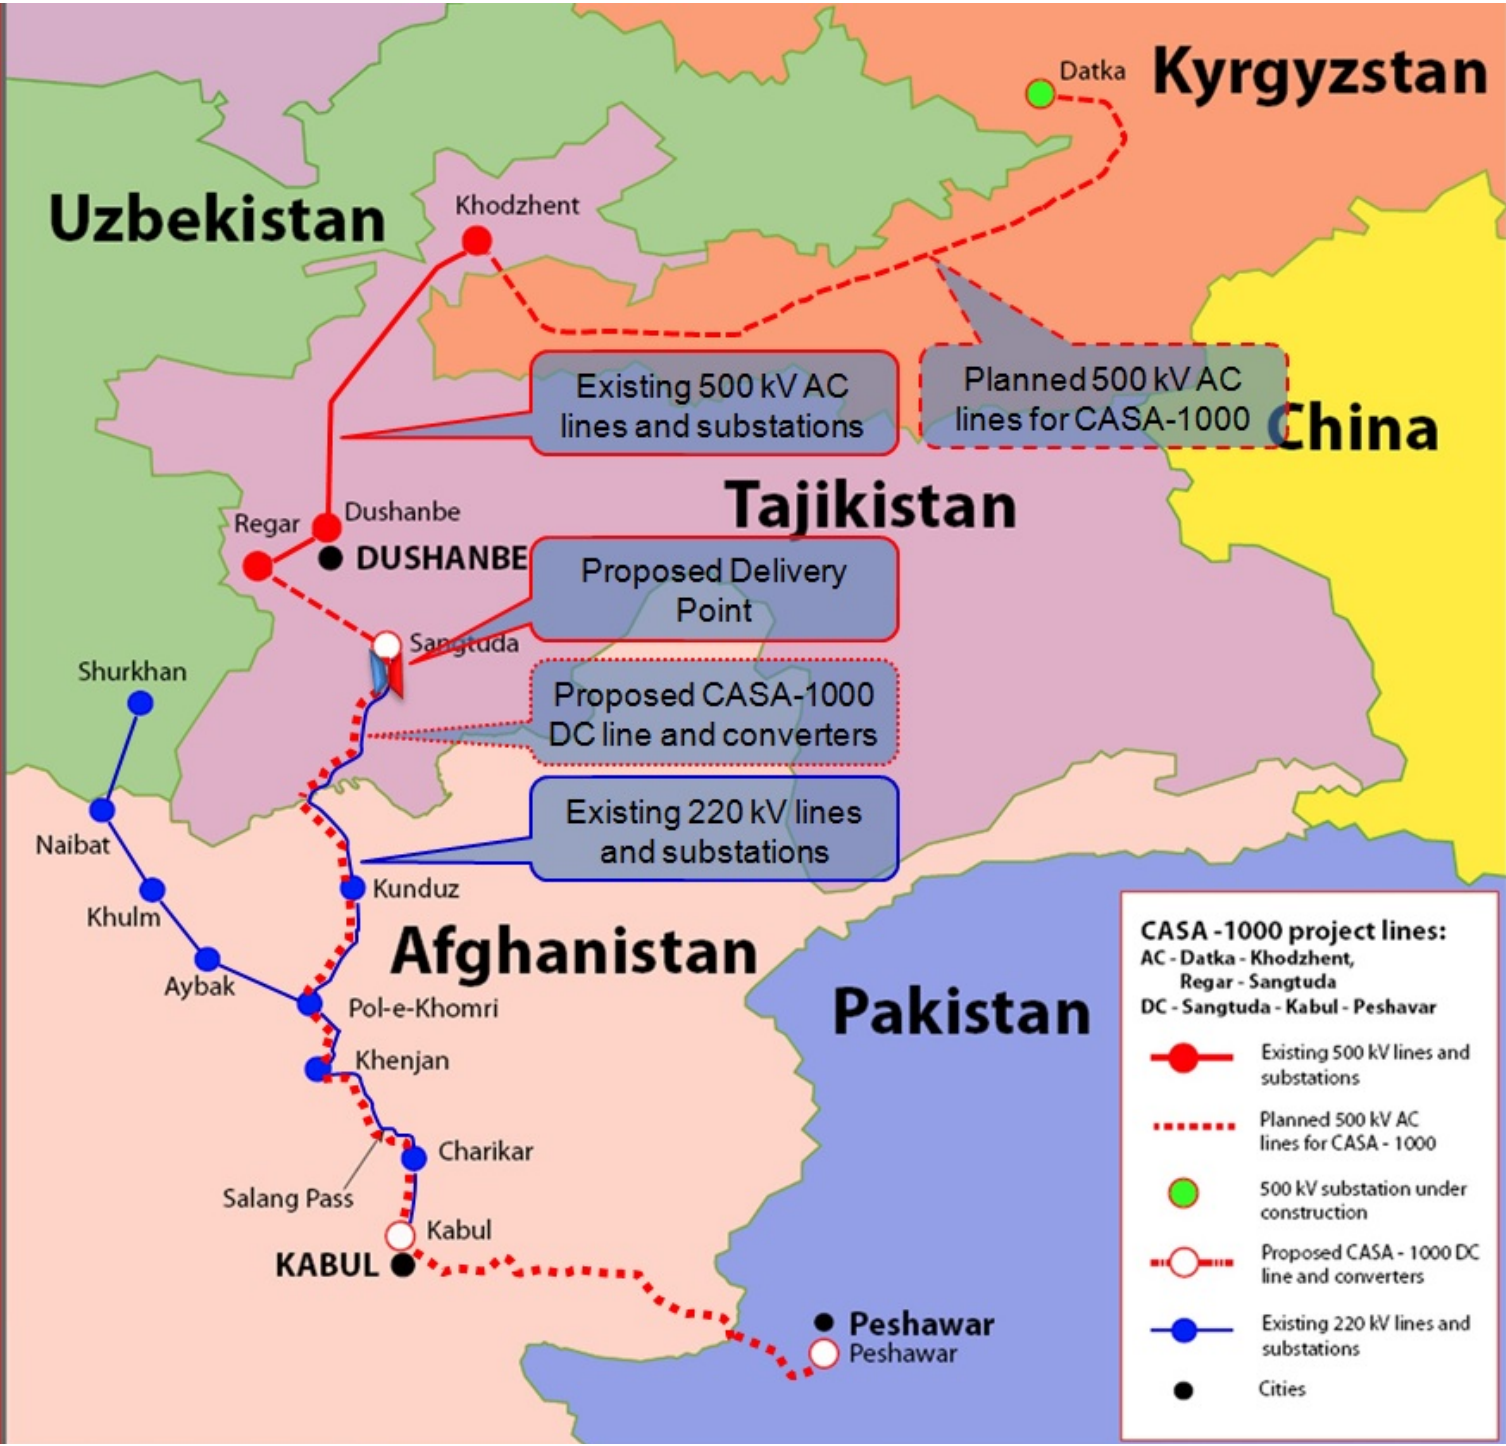 Datka
Kyrgyzstan
Uzbekistan
Khodzhent
Existing 500 kV AC
lines and substations
Planned 500 kV AC
lines for CASA-1000
China
Tajikistan
Regar
Dushanbe
DUSHANBE
Proposed Delivery
Point
Sangtuda
Shurkhan
Proposed CASA-1000
DC line and converters
Existing 220 kV lines
and substations
Naibat
Kunduz
Khulm
Afghanistan
Aybak
Pol-e-Khomri
Pakistan
Khenjan
Charikar
Salang Pass
Kabul
KABUL
Peshawar
Peshawar
CASA -1000 project lines:
AC - Datka - Khodzhent,
Regar - Sangtuda
DC - Sangtuda - Kabul - Peshavar
Existing 500 kV lines and
substations
Planned 500 kV AC
lines for CASA - 1000
500 kV substation under
construction
Proposed CASA - 1000 DC
line and converters
Existing 220 kV lines and
substations
Cities